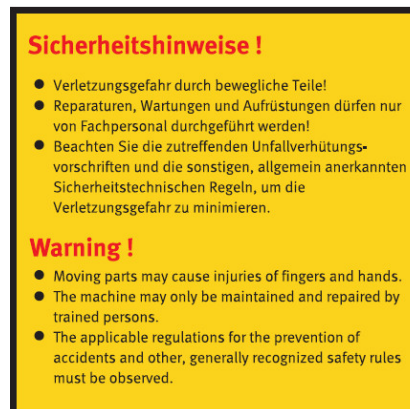 Sicherheitshinweise !
● Verletzungsgefahr durch bewegliche Teile!
● Reparaturen, Wartungen und Aufrüstungen dürfen nur
von Fachpersonal durchgeführt werden!
● Beachten Sie die zutreffenden Unfallverhütungs-
vorschriften und die sonstigen, allgemein anerkannten
Sicherheitstechnischen Regeln, um die
Verletzungsgefahr zu minimieren.
Warning !
● Moving parts may cause injuries of fingers and hands.
● The machine may only be maintained and repaired by
trained persons.
● The applicable regulations for the prevention of
accidents and other, generally recognized safety rules
must be observed.